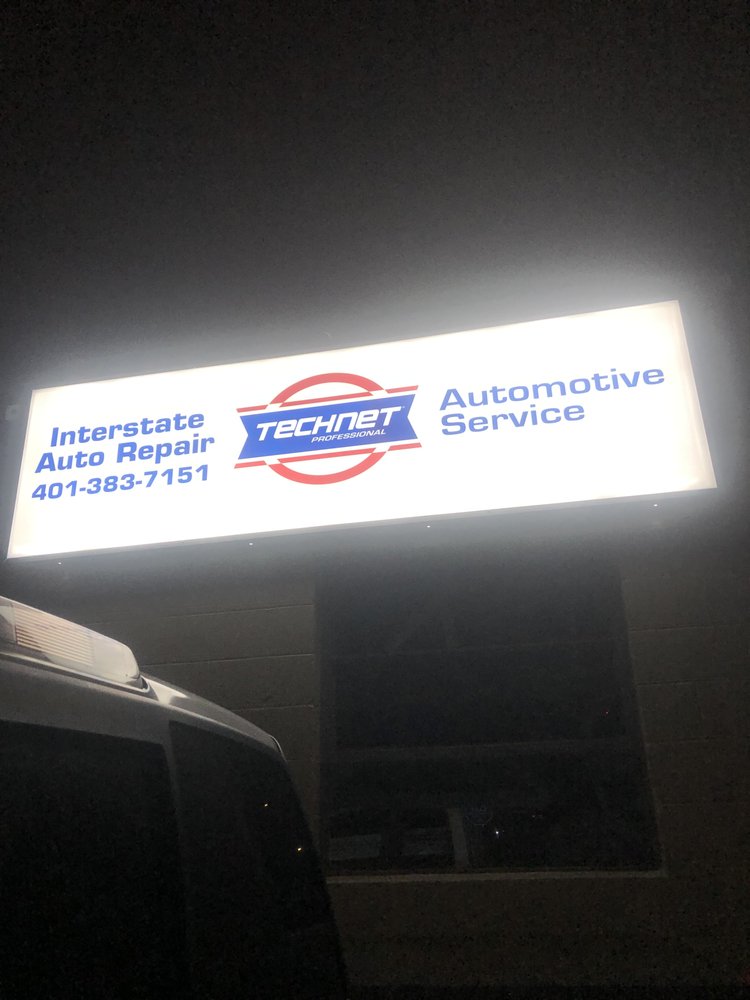 Interstate
Auto Repair
401-383-7151
TECHNET
PROFESSIONAL
Automotive
Service